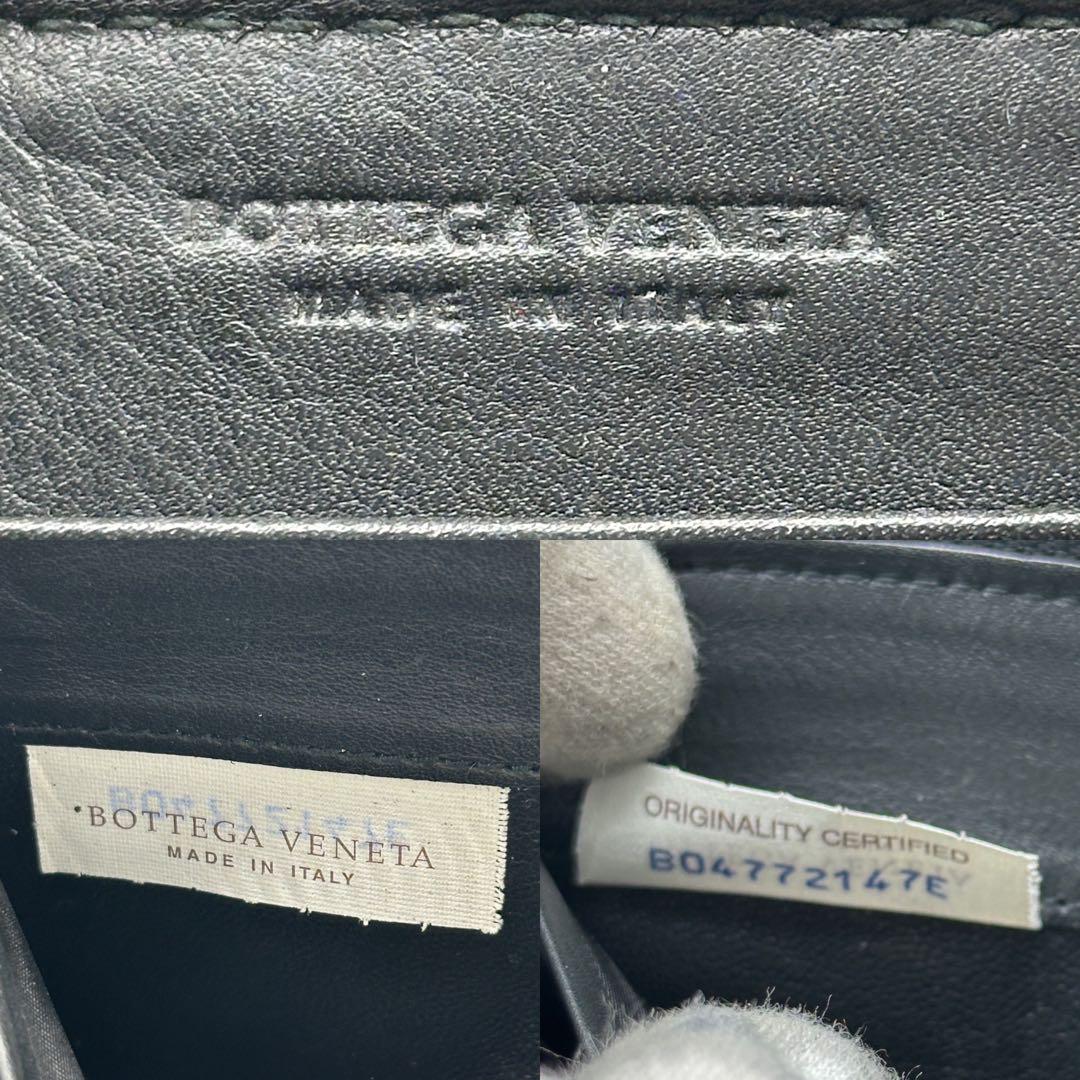 BOTTEGA VENETA
MADE IN ITALY
BOTTEGA VENETA
MADE IN ITALY
ORIGINALITY CERTIFIED
B04772147E